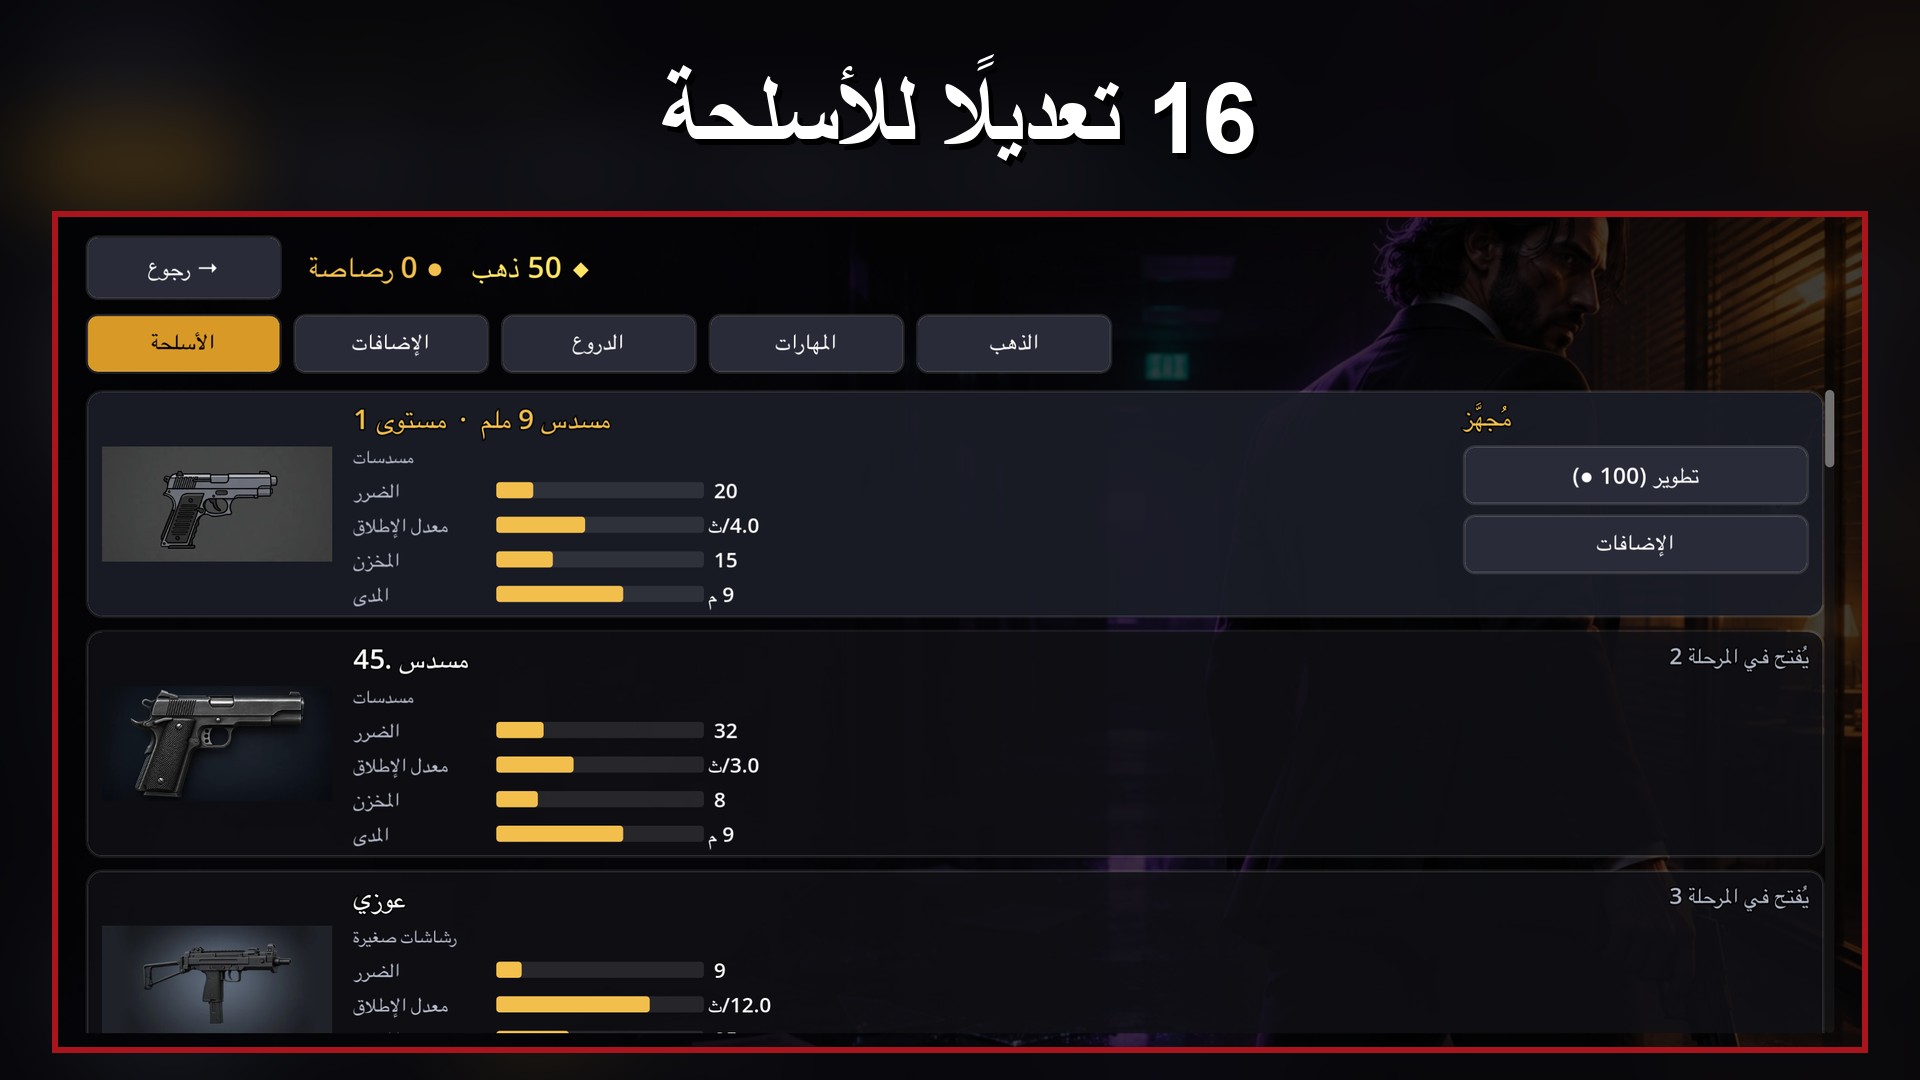 16 تعديلًا للأسلحة
→ رجوع
◆ 50 ذهب ● 0 رصاصة
الأسلحة
الإضافات
الدروع
المهارات
الذهب
مسدس 9 ملم · مستوى 1
مُجهَّز
مسدسات
الضرر 20
معدل الإطلاق 4.0/ث
المخزن 15
المدى 9 م
تطوير (100 ●)
الإضافات
مسدس .45
يُفتح في المرحلة 2
مسدسات
الضرر 32
معدل الإطلاق 3.0/ث
المخزن 8
المدى 9 م
عوزي
يُفتح في المرحلة 3
رشاشات صغيرة
الضرر 9
معدل الإطلاق 12.0/ث